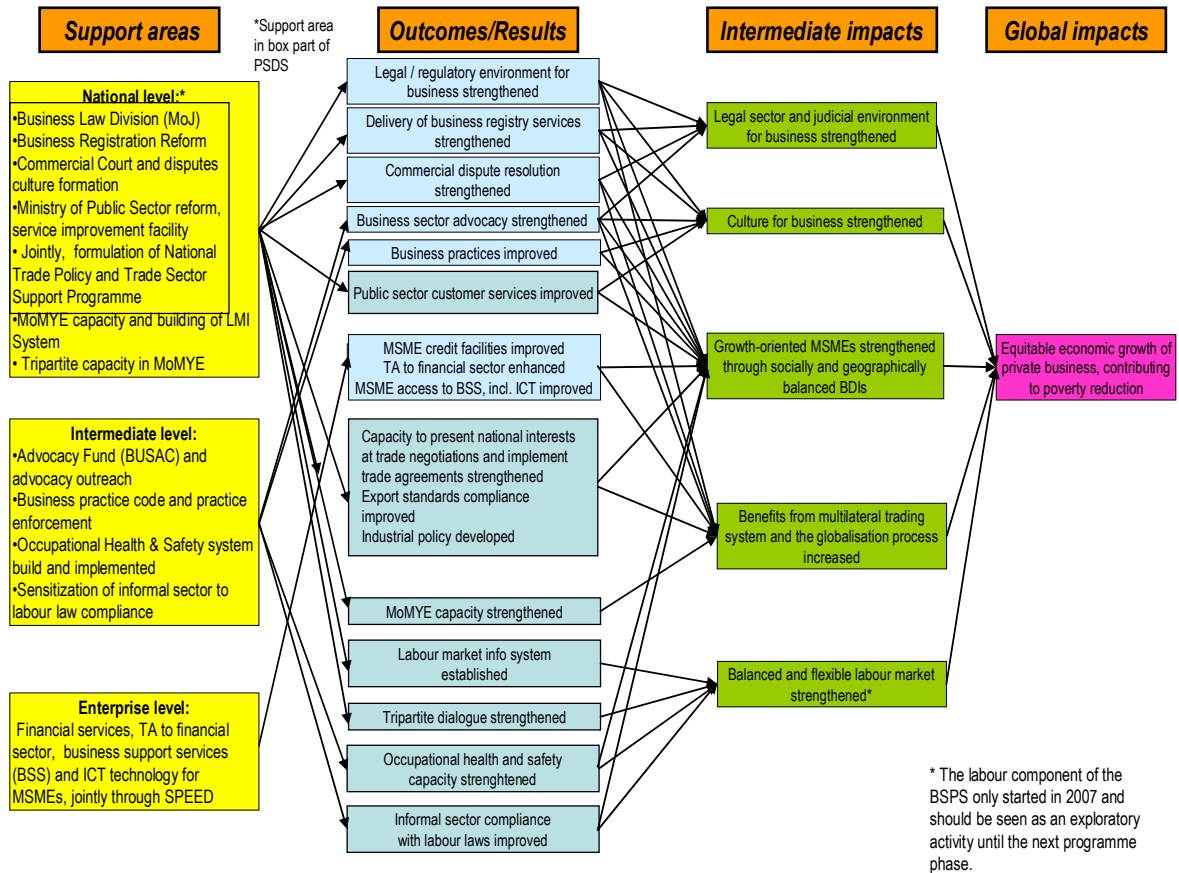 Support areas
*Support area
in box part of
PSDS
Outcomes/Results
Intermediate impacts
Global impacts
National level:*
•Business Law Division (MoJ)
•Business Registration Reform
•Commercial Court and disputes
culture formation
•Ministry of Public Sector reform,
service improvement facility
• Jointly, formulation of National
Trade Policy and Trade Sector
Support Programme
•MoMYE capacity and building of LMI
System
• Tripartite capacity in MoMYE
Intermediate level:
•Advocacy Fund (BUSAC) and
advocacy outreach
•Business practice code and practice
enforcement
•Occupational Health & Safety system
build and implemented
•Sensitization of informal sector to
labour law compliance
Enterprise level:
Financial services, TA to financial
sector, business support services
(BSS) and ICT technology for
MSMEs, jointly through SPEED
Legal / regulatory environment for
business strengthened
Delivery of business registry services
strengthened
Commercial dispute resolution
strengthened
Business sector advocacy strengthened
Business practices improved
Public sector customer services improved
MSME credit facilities improved
TA to financial sector enhanced
MSME access to BSS, incl. ICT improved
Capacity to present national interests
at trade negotiations and implement
trade agreements strengthened
Export standards compliance
improved
Industrial policy developed
MoMYE capacity strengthened
Labour market info system
established
Tripartite dialogue strengthened
Occupational health and safety
capacity strenghtened
Informal sector compliance
with labour laws improved
Legal sector and judicial environment
for business strengthened
Culture for business strengthened
Growth-oriented MSMEs strengthened
through socially and geographically
balanced BDIs
Benefits from multilateral trading
system and the globalisation process
increased
Balanced and flexible labour market
strengthened*
Equitable economic growth of
private business, contributing
to poverty reduction
* The labour component of the
BSPS only started in 2007 and
should be seen as an exploratory
activity until the next programme
phase.